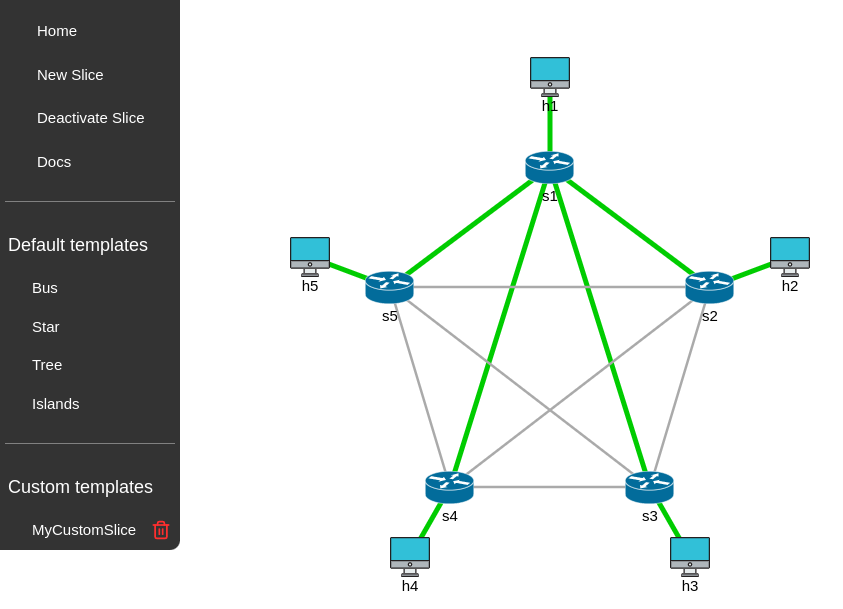 Home
New Slice
Deactivate Slice
Docs
Default templates
Bus
Star
Tree
Islands
Custom templates
MyCustomSlice
h1
s1
h5
h2
s5
s2
s4
s3
h4
h3